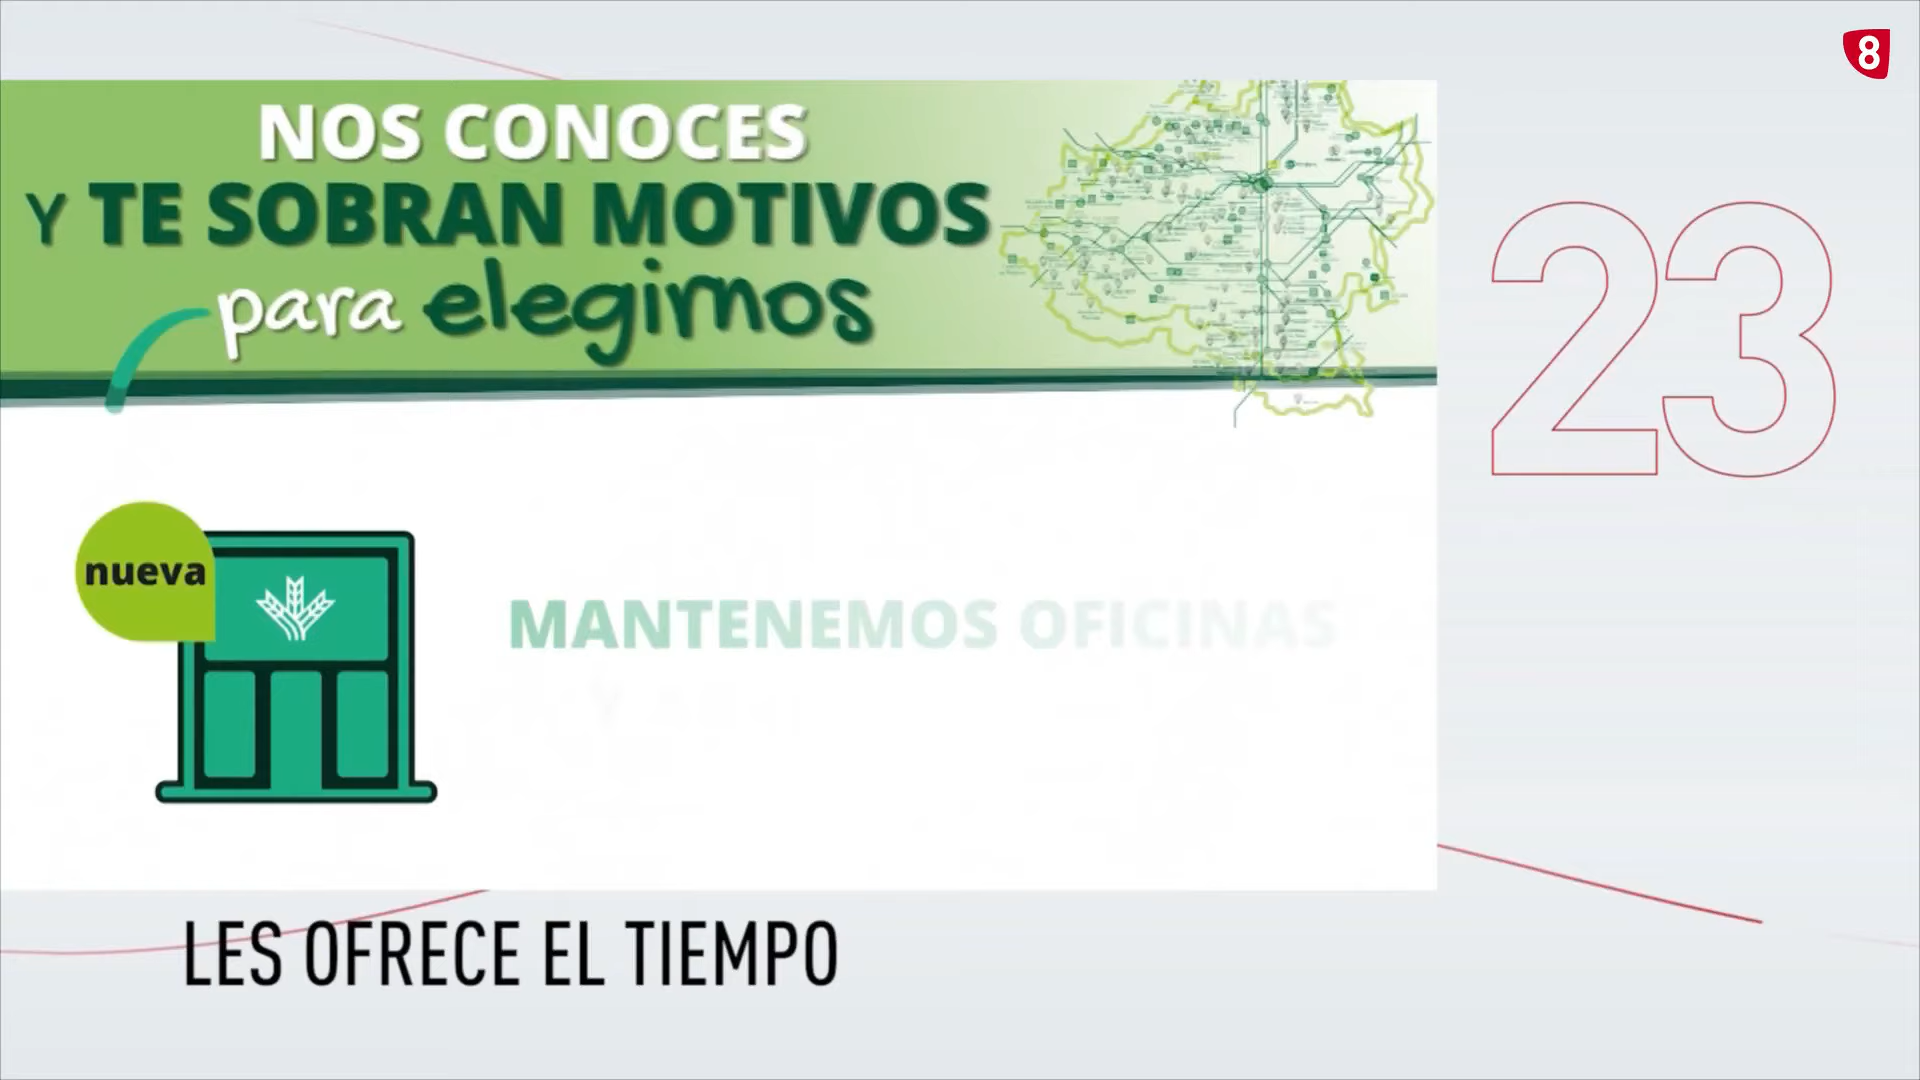 8
NOS CONOCES
Y TE SOBRAN MOTIVOS
para elegirnos
23
nueva
MANTENEMOS OFICINAS
Y
LES OFRECE EL TIEMPO